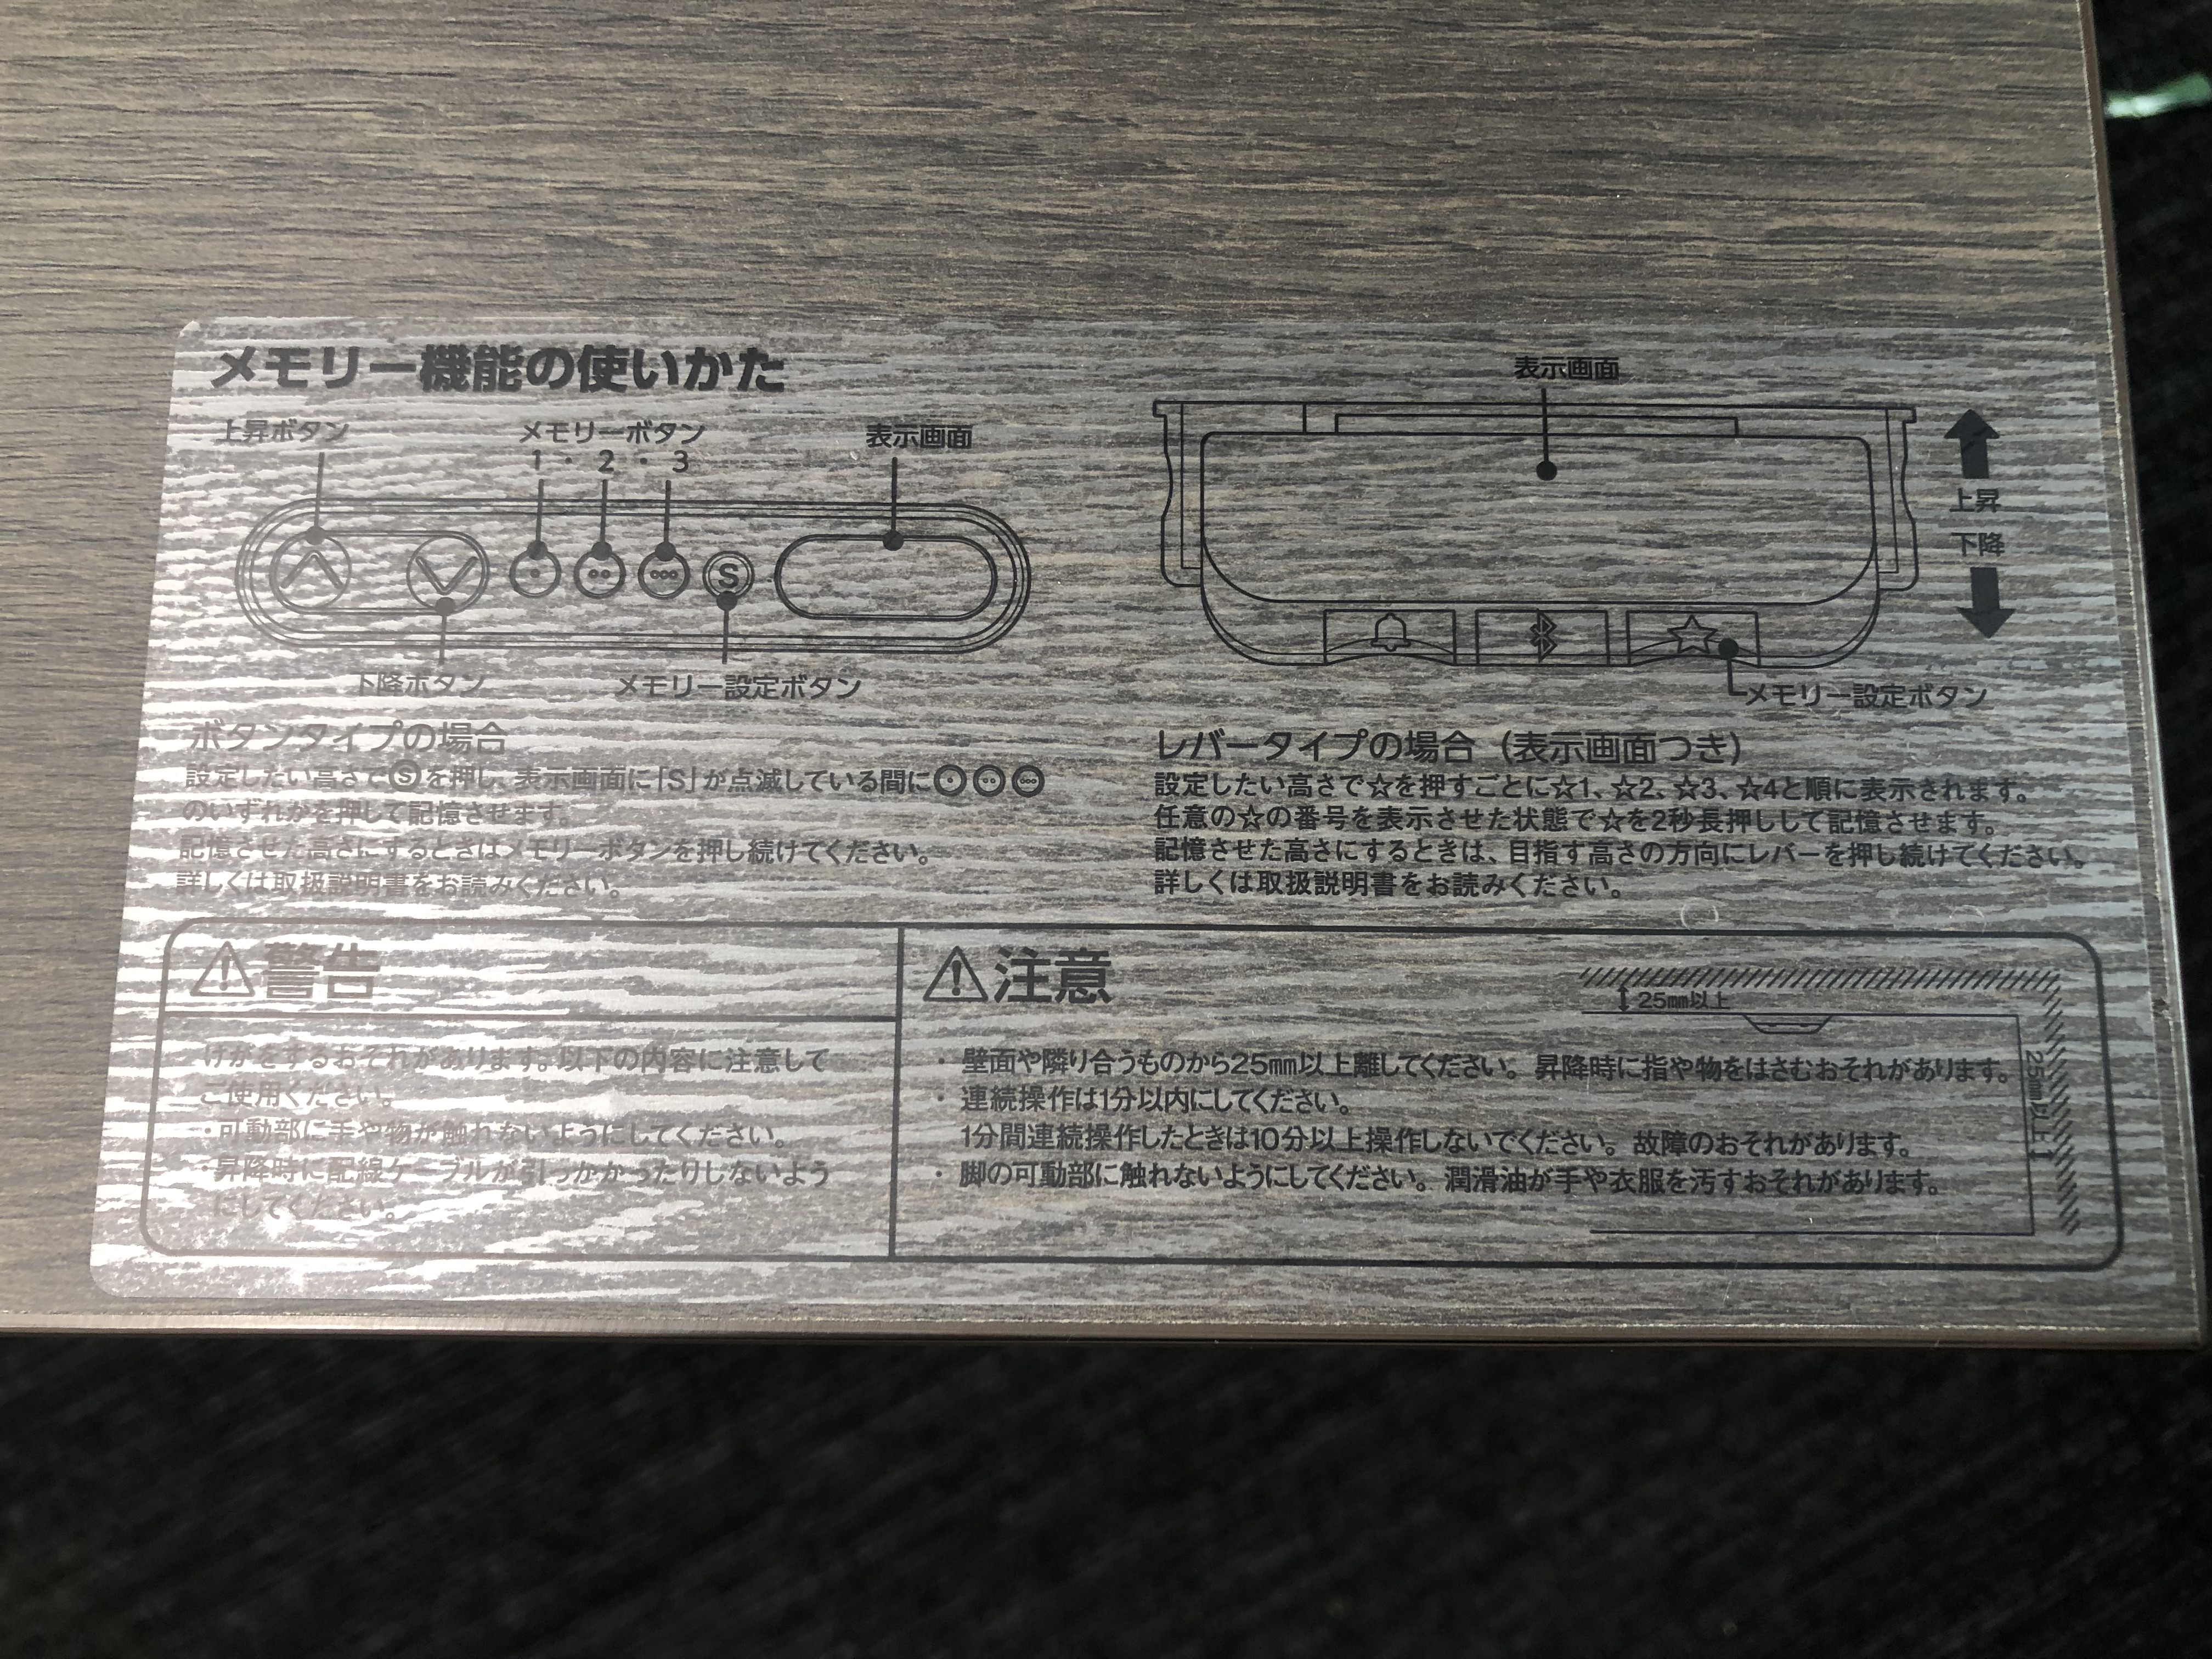 メモリー機能の使いかた
上昇ボタン
メモリーボタン
1・2・3
表示画面
S
下降ボタン
メモリー設定ボタン
ボタンタイプの場合
設定したい高さでⓈを押し、表示画面に「S」が点滅している間に
のいずれかを押して記憶させます。
記憶させた高さにするときはメモリーボタンを押し続けてください。
詳しくは取扱説明書をお読みください。
表示画面
上昇
下降
メモリー設定ボタン
レバータイプの場合（表示画面つき）
設定したい高さで☆を押すごとに☆1、☆2、☆3、☆4と順に表示されます。
任意の☆の番号を表示させた状態で☆を2秒長押しして記憶させます。
記憶させた高さにするときは、目指す高さの方向にレバーを押し続けてください。
詳しくは取扱説明書をお読みください。
⚠警告
けがをするおそれがあります。以下の内容に注意して
ご使用ください。
・可動部に手や物が触れないようにしてください。
・昇降時に配線ケーブルが引っかかったりしないよう
にしてください。
⚠注意
25mm以上
・壁面や隣り合うものから25mm以上離してください。昇降時に指や物をはさむおそれがあります。
・連続操作は1分以内にしてください。
1分間連続操作したときは10分以上操作しないでください。故障のおそれがあります。
・脚の可動部に触れないようにしてください。潤滑油が手や衣服を汚すおそれがあります。
25mm以上